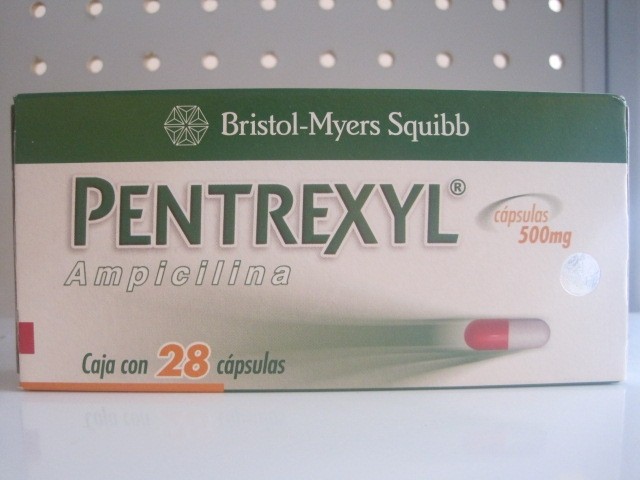 Bristol-Myers Squibb
PENTREXYL®
Ampicilina
cápsulas
500mg
Caja con 28 cápsulas